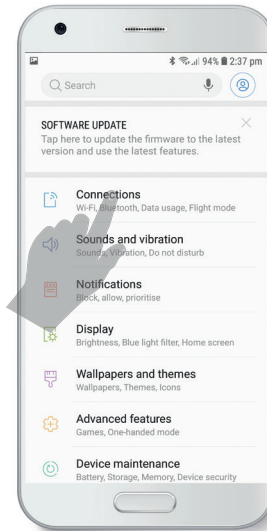 94% 2:37 pm
Search
SOFTWARE UPDATE
Tap here to update the firmware to the latest
version and use the latest features.
Connections
Wi-Fi, Bluetooth, Data usage, Flight mode
Sounds and vibration
Sounds, Vibration, Do not disturb
Notifications
Block, allow, prioritise
Display
Brightness, Blue light filter, Home screen
Wallpapers and themes
Wallpapers, Themes, Icons
Advanced features
Games, One-handed mode
Device maintenance
Battery, Storage, Memory, Device security